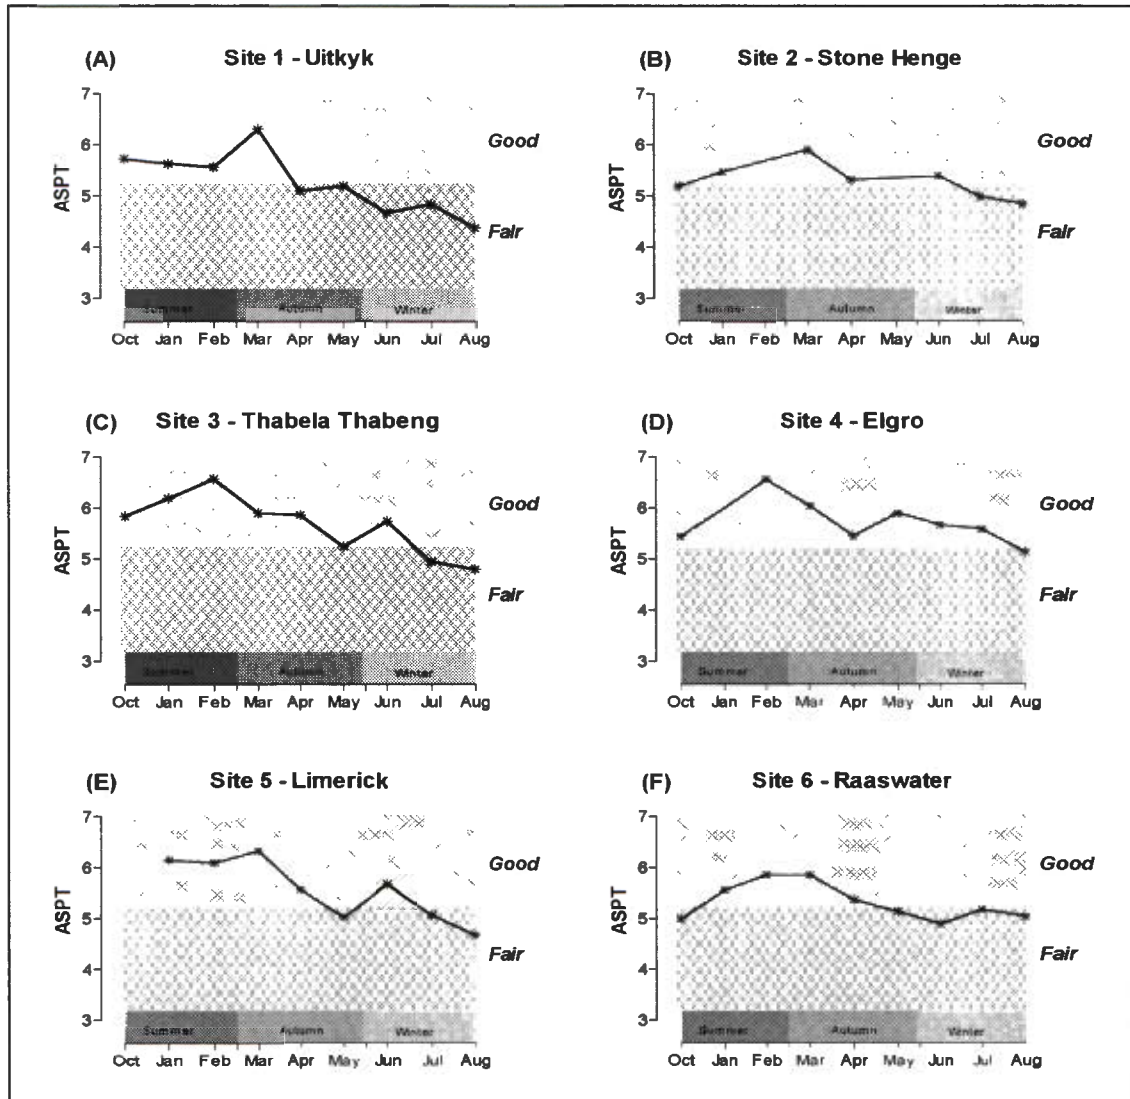 (A) Site 1 - Uitkyk
7
6
5
4
3
ASPT
Good
Fair
Summer Autumn Winter
Oct Jan Feb Mar Apr May Jun Jul Aug
(B) Site 2 - Stone Henge
7
6
5
4
3
ASPT
Good
Fair
Summer Autumn Winter
Oct Jan Feb Mar Apr May Jun Jul Aug
(C) Site 3 - Thabela Thabeng
7
6
5
4
3
ASPT
Good
Fair
Summer Autumn Winter
Oct Jan Feb Mar Apr May Jun Jul Aug
(D) Site 4 - Elgro
7
6
5
4
3
ASPT
Good
Fair
Summer Autumn Winter
Oct Jan Feb Mar Apr May Jun Jul Aug
(E) Site 5 - Limerick
7
6
5
4
3
ASPT
Good
Fair
Summer Autumn Winter
Oct Jan Feb Mar Apr May Jun Jul Aug
(F) Site 6 - Raaswater
7
6
5
4
3
ASPT
Good
Fair
Summer Autumn Winter
Oct Jan Feb Mar Apr May Jun Jul Aug